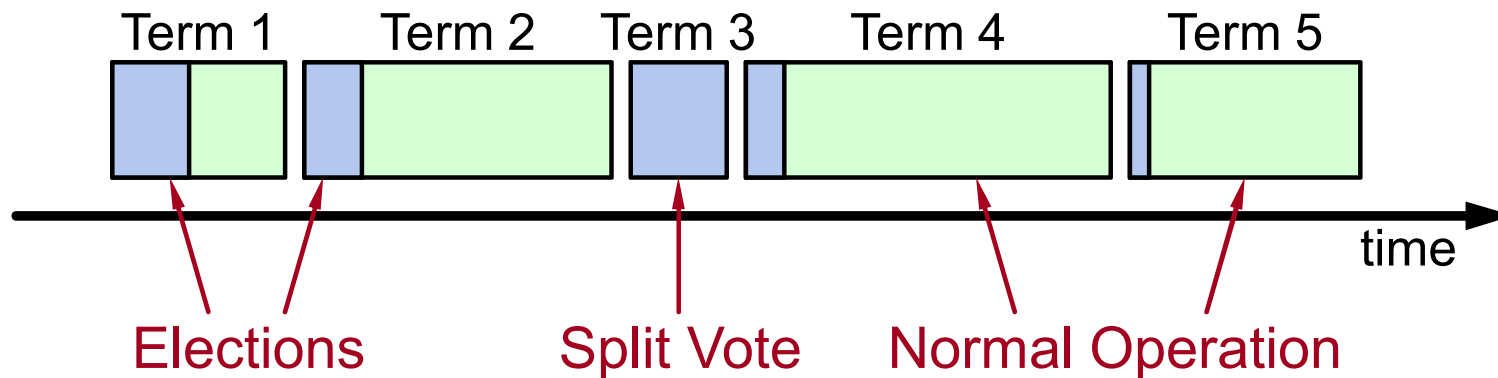 Term 1 Term 2 Term 3 Term 4 Term 5
time
Elections Split Vote Normal Operation